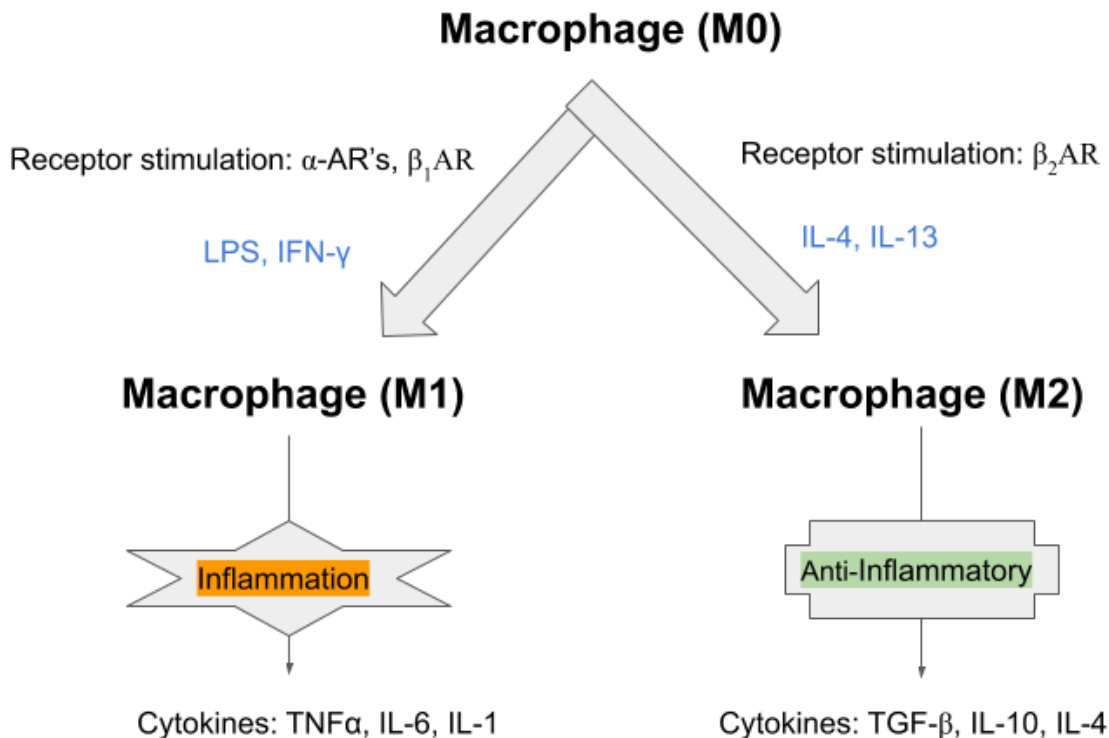 Macrophage (M0)
Receptor stimulation: α-AR's, β₁AR
Receptor stimulation: β₂AR
LPS, IFN-γ
IL-4, IL-13
Macrophage (M1)
Macrophage (M2)
Inflammation
Anti-Inflammatory
Cytokines: TNFα, IL-6, IL-1
Cytokines: TGF-β, IL-10, IL-4